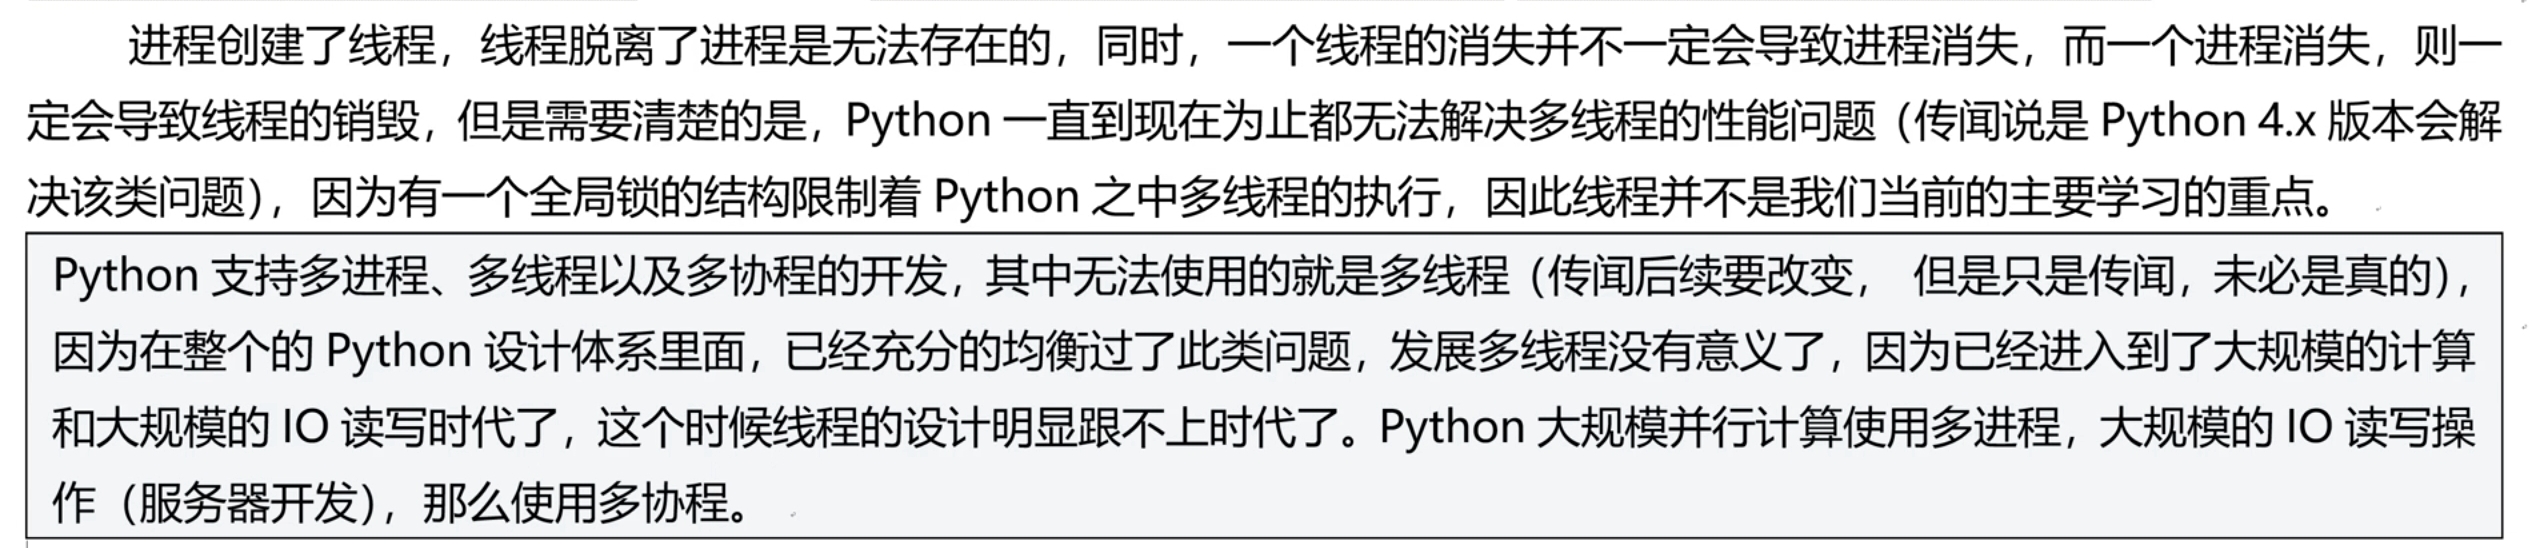 进程创建了线程，线程脱离了进程是无法存在的，同时，一个线程的消失并不一定会导致进程消失，而一个进程消失，则一
定会导致线程的销毁，但是需要清楚的是，Python 一直到现在为止都无法解决多线程的性能问题（传闻说是 Python 4.x 版本会解
决该类问题），因为有一个全局锁的结构限制着 Python 之中多线程的执行，因此线程并不是我们当前的主要学习的重点。
Python 支持多进程、多线程以及多协程的开发，其中无法使用的就是多线程（传闻后续要改变， 但是只是传闻，未必是真的），
因为在整个的 Python 设计体系里面，已经充分的均衡过了此类问题，发展多线程没有意义了，因为已经进入到了大规模的计算
和大规模的 IO 读写时代了，这个时候线程的设计明显跟不上时代了。Python 大规模并行计算使用多进程，大规模的 IO 读写操
作（服务器开发），那么使用多协程。